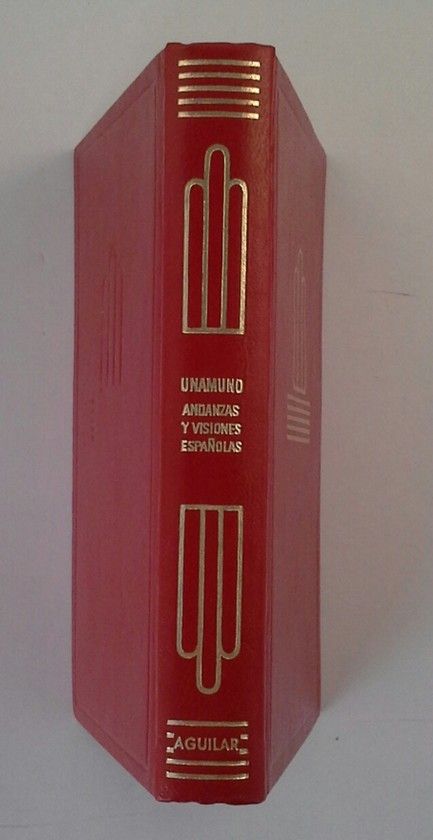 UNAMUNO
ANDANZAS
Y VISIONES
ESPAÑOLAS
AGUILAR